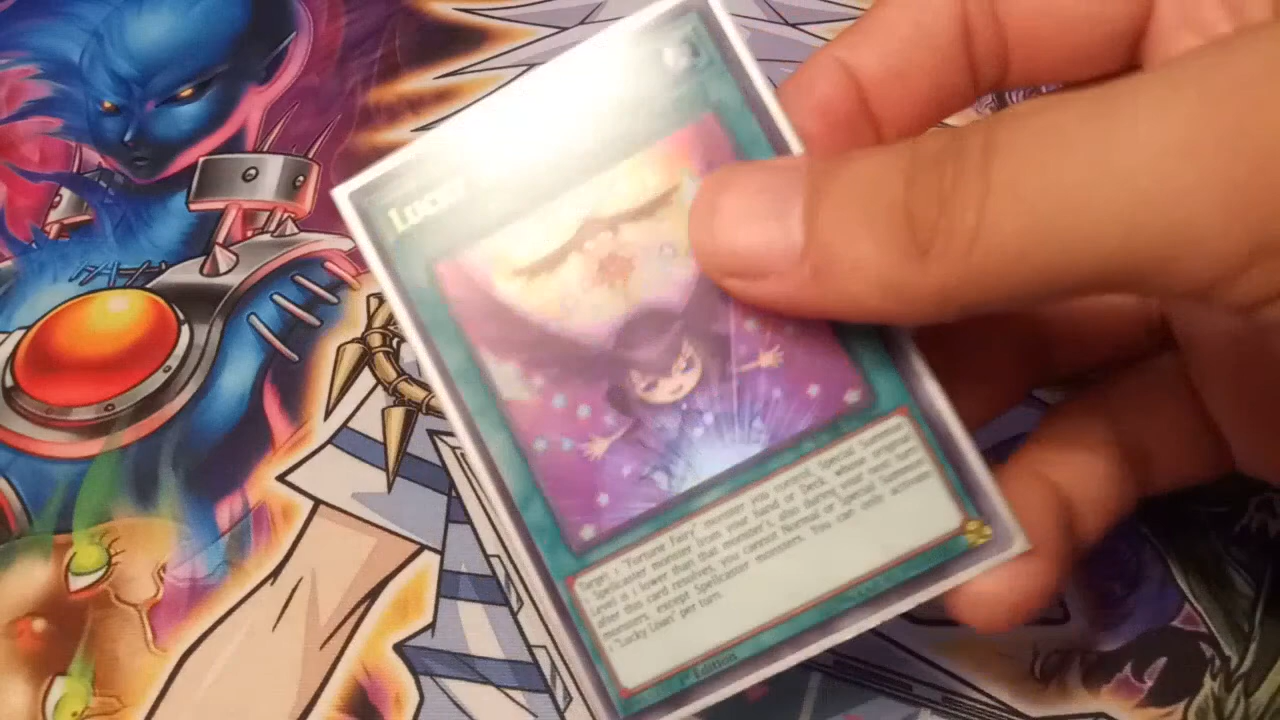 LUCK
Target 1 "Fortune Fairy" monster you control; Special Summon 1
Spellcaster monster from your hand or Deck, whose original
Level is 1 lower than that monster's, also during your next turn
after this card resolves, you cannot Normal or Special Summon
monsters, except Spellcaster monsters. You can only activate
1 "Lucky Loan" per turn.
1st Edition